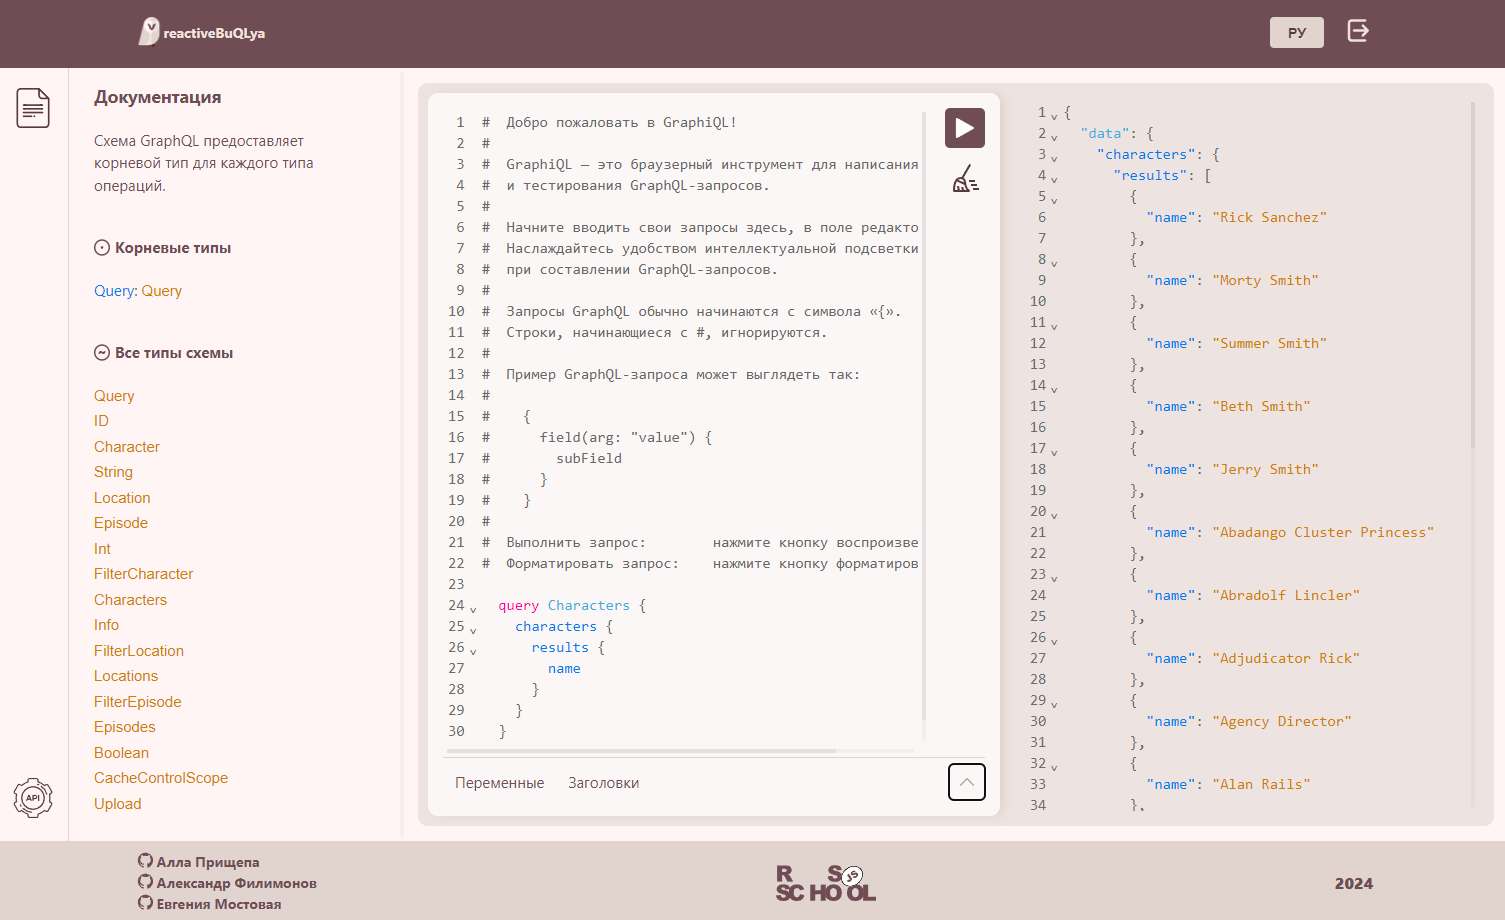 reactiveBuQLya
РУ
Документация
Схема GraphQL предоставляет
корневой тип для каждого типа
операций.
Корневые типы
Query: Query
Все типы схемы
Query
ID
Character
String
Location
Episode
Int
FilterCharacter
Characters
Info
FilterLocation
Locations
FilterEpisode
Episodes
Boolean
CacheControlScope
Upload
API
1 # Добро пожаловать в GraphiQL!
2 #
3 # GraphiQL — это браузерный инструмент для написания
4 # и тестирования GraphQL-запросов.
5 #
6 # Начните вводить свои запросы здесь, в поле редакто
7 # Наслаждайтесь удобством интеллектуальной подсветки
8 # при составлении GraphQL-запросов.
9 #
10 # Запросы GraphQL обычно начинаются с символа «{».
11 # Строки, начинающиеся с #, игнорируются.
12 #
13 # Пример GraphQL-запроса может выглядеть так:
14 #
15 # {
16 # field(arg: "value") {
17 # subField
18 # }
19 # }
20 #
21 # Выполнить запрос: нажмите кнопку воспроизве
22 # Форматировать запрос: нажмите кнопку форматиров
23
24 query Characters {
25 characters {
26 results {
27 name
28 }
29 }
30 }
Переменные Заголовки
1 {
2 "data": {
3 "characters": {
4 "results": [
5 {
6 "name": "Rick Sanchez"
7 },
8 {
9 "name": "Morty Smith"
10 },
11 {
12 "name": "Summer Smith"
13 },
14 {
15 "name": "Beth Smith"
16 },
17 {
18 "name": "Jerry Smith"
19 },
20 {
21 "name": "Abadango Cluster Princess"
22 },
23 {
24 "name": "Abradolf Lincler"
25 },
26 {
27 "name": "Adjudicator Rick"
28 },
29 {
30 "name": "Agency Director"
31 },
32 {
33 "name": "Alan Rails"
34 },
Алла Прищепа
Александр Филимонов
Евгения Мостовая
R S JS
SCHOOL
2024